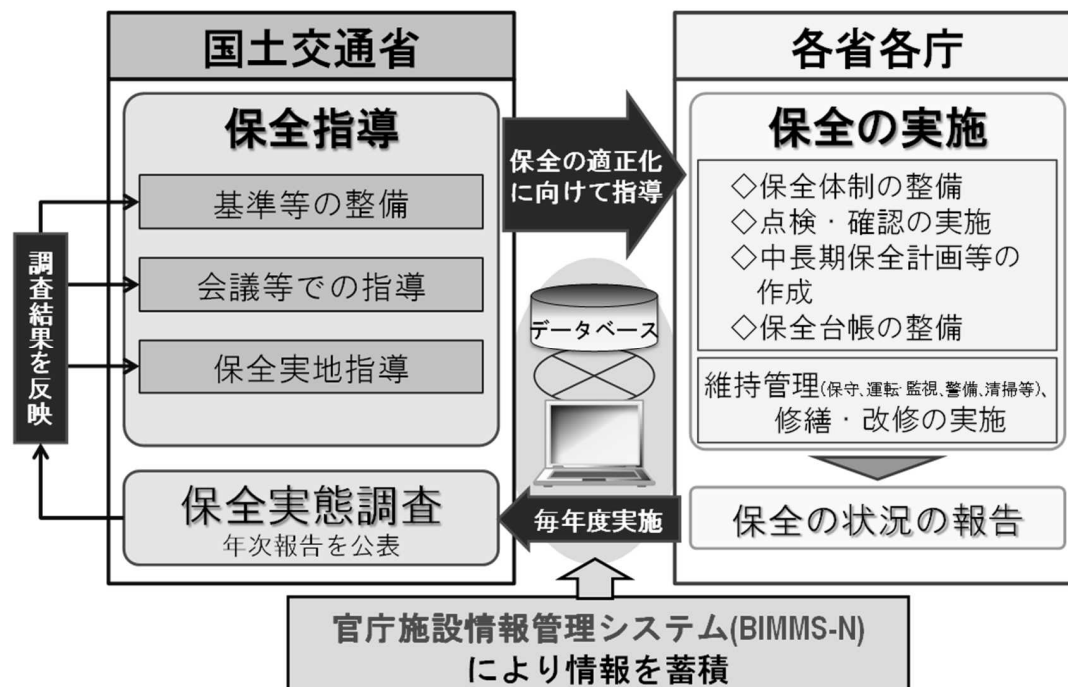 国土交通省
保全指導
基準等の整備
会議等での指導
保全実地指導
調査結果を反映
保全実態調査
年次報告を公表
保全の適正化
に向けて指導
データベース
毎年度実施
各省各庁
保全の実施
◇保全体制の整備
◇点検・確認の実施
◇中長期保全計画等の
作成
◇保全台帳の整備
維持管理(保守、運転・監視、警備、清掃等)、
修繕・改修の実施
保全の状況の報告
官庁施設情報管理システム(BIMMS-N)
により情報を蓄積